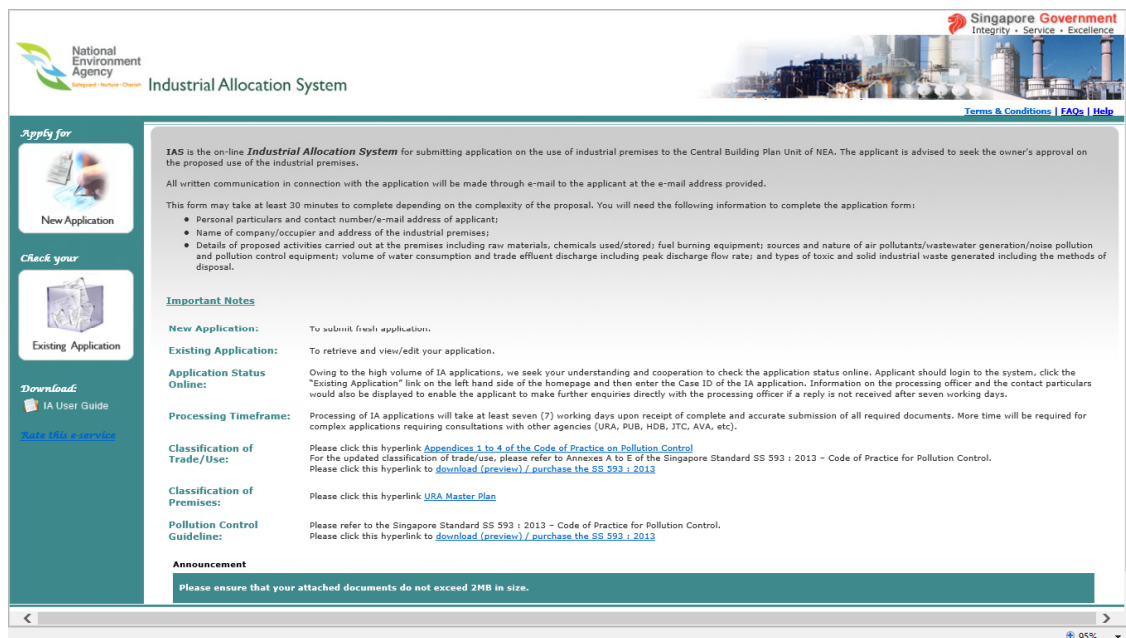 Singapore Government
Integrity • Service • Excellence
National
Environment
Agency
Safeguard • Nurture • Cherish
Industrial Allocation System
Terms & Conditions | FAQs | Help
Apply for
New Application
Check your
Existing Application
Download:
IA User Guide
Rate this e-service
IAS is the on-line Industrial Allocation System for submitting application on the use of industrial premises to the Central Building Plan Unit of NEA. The applicant is advised to seek the owner's approval on
the proposed use of the industrial premises.
All written communication in connection with the application will be made through e-mail to the applicant at the e-mail address provided.
This form may take at least 30 minutes to complete depending on the complexity of the proposal. You will need the following information to complete the application form:
• Personal particulars and contact number/e-mail address of applicant;
• Name of company/occupier and address of the industrial premises;
• Details of proposed activities carried out at the premises including raw materials, chemicals used/stored; fuel burning equipment; sources and nature of air pollutants/wastewater generation/noise pollution
and pollution control equipment; volume of water consumption and trade effluent discharge including peak discharge flow rate; and types of toxic and solid industrial waste generated including the methods of
disposal.
Important Notes
New Application: To submit fresh application.
Existing Application: To retrieve and view/edit your application.
Application Status Owing to the high volume of IA applications, we seek your understanding and cooperation to check the application status online. Applicant should login to the system, click the
Online: "Existing Application" link on the left hand side of the homepage and then enter the Case ID of the IA application. Information on the processing officer and the contact particulars
would also be displayed to enable the applicant to make further enquiries directly with the processing officer if a reply is not received after seven working days.
Processing Timeframe: Processing of IA applications will take at least seven (7) working days upon receipt of complete and accurate submission of all required documents. More time will be required for
complex applications requiring consultations with other agencies (URA, PUB, HDB, JTC, AVA, etc).
Classification of Please click this hyperlink Appendices 1 to 4 of the Code of Practice on Pollution Control
Trade/Use: For the updated classification of trade/use, please refer to Annexes A to E of the Singapore Standard SS 593 : 2013 – Code of Practice for Pollution Control.
Please click this hyperlink to download (preview) / purchase the SS 593 : 2013
Classification of
Premises: Please click this hyperlink URA Master Plan
Pollution Control Please refer to the Singapore Standard SS 593 : 2013 – Code of Practice for Pollution Control.
Guideline: Please click this hyperlink to download (preview) / purchase the SS 593 : 2013
Announcement
Please ensure that your attached documents do not exceed 2MB in size.
95%